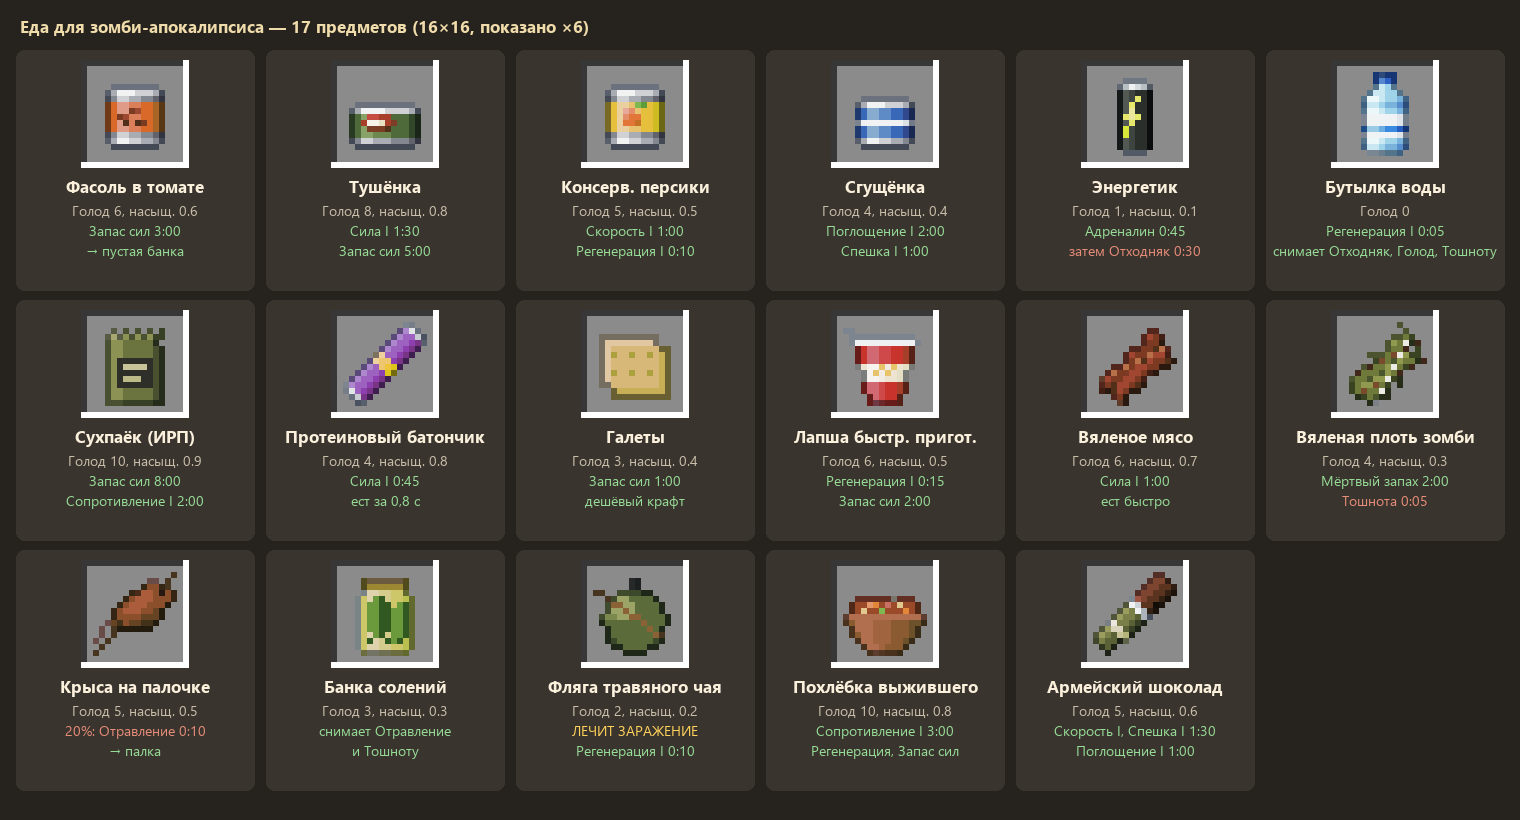 Еда для зомби-апокалипсиса — 17 предметов (16×16, показано ×6)
Фасоль в томате
Голод 6, насыщ. 0.6
Запас сил 3:00
→ пустая банка
Тушёнка
Голод 8, насыщ. 0.8
Сила I 1:30
Запас сил 5:00
Консерв. персики
Голод 5, насыщ. 0.5
Скорость I 1:00
Регенерация I 0:10
Сгущёнка
Голод 4, насыщ. 0.4
Поглощение I 2:00
Спешка I 1:00
Энергетик
Голод 1, насыщ. 0.1
Адреналин 0:45
затем Отходняк 0:30
Бутылка воды
Голод 0
Регенерация I 0:05
снимает Отходняк, Голод, Тошноту
Сухпаёк (ИРП)
Голод 10, насыщ. 0.9
Запас сил 8:00
Сопротивление I 2:00
Протеиновый батончик
Голод 4, насыщ. 0.8
Сила I 0:45
ест за 0,8 с
Галеты
Голод 3, насыщ. 0.4
Запас сил 1:00
дешёвый крафт
Лапша быстр. пригот.
Голод 6, насыщ. 0.5
Регенерация I 0:15
Запас сил 2:00
Вяленое мясо
Голод 6, насыщ. 0.7
Сила I 1:00
ест быстро
Вяленая плоть зомби
Голод 4, насыщ. 0.3
Мёртвый запах 2:00
Тошнота 0:05
Крыса на палочке
Голод 5, насыщ. 0.5
20%: Отравление 0:10
→ палка
Банка солений
Голод 3, насыщ. 0.3
снимает Отравление
и Тошноту
Фляга травяного чая
Голод 2, насыщ. 0.2
ЛЕЧИТ ЗАРАЖЕНИЕ
Регенерация I 0:10
Похлёбка выжившего
Голод 10, насыщ. 0.8
Сопротивление I 3:00
Регенерация, Запас сил
Армейский шоколад
Голод 5, насыщ. 0.6
Скорость I, Спешка I 1:30
Поглощение I 1:00